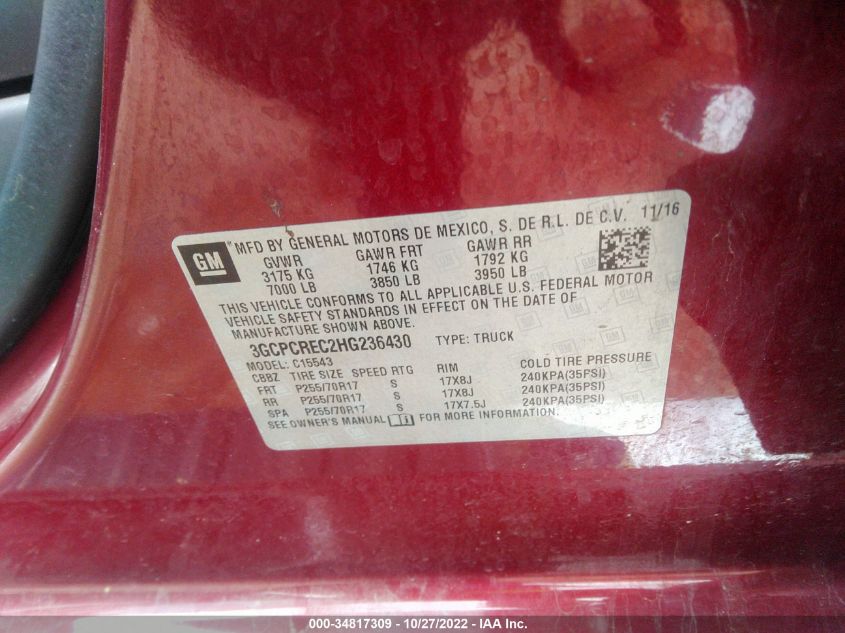 GM
MFD BY GENERAL MOTORS DE MEXICO, S. DE R.L. DE C.V. 11/16
GVWR GAWR FRT GAWR RR
3175 KG 1746 KG 1792 KG
7000 LB 3850 LB 3950 LB
THIS VEHICLE CONFORMS TO ALL APPLICABLE U.S. FEDERAL MOTOR
VEHICLE SAFETY STANDARDS IN EFFECT ON THE DATE OF
MANUFACTURE SHOWN ABOVE.
3GCPCREC2HG236430 TYPE: TRUCK
MODEL: C15543
CBBZ TIRE SIZE SPEED RTG RIM COLD TIRE PRESSURE
FRT P255/70R17 S 17X8J 240KPA(35PSI)
RR P255/70R17 S 17X8J 240KPA(35PSI)
SPA P255/70R17 S 17X7.5J 240KPA(35PSI)
SEE OWNER'S MANUAL FOR MORE INFORMATION.
000-34817309 - 10/27/2022 - IAA Inc.